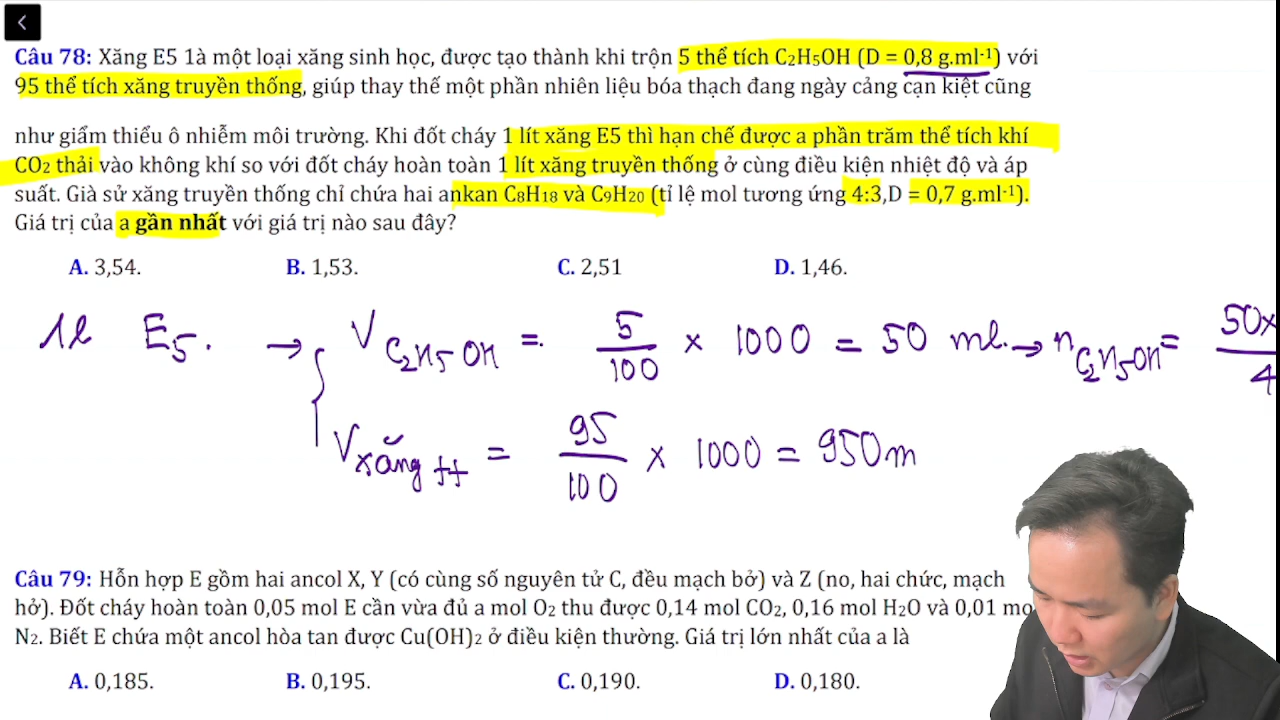 Câu 78: Xăng E5 1à một loại xăng sinh học, được tạo thành khi trộn 5 thể tích C2H5OH (D = 0,8 g.ml-1) với
95 thể tích xăng truyền thống, giúp thay thế một phần nhiên liệu bóa thạch đang ngày cảng cạn kiệt cũng
như giẩm thiểu ô nhiễm môi trường. Khi đốt cháy 1 lít xăng E5 thì hạn chế được a phần trăm thể tích khí
CO2 thải vào không khí so với đốt cháy hoàn toàn 1 lít xăng truyền thống ở cùng điều kiện nhiệt độ và áp
suất. Già sử xăng truyền thống chỉ chứa hai ankan C8H18 và C9H20 (tỉ lệ mol tương ứng 4:3,D = 0,7 g.ml-1).
Giá trị của a gần nhất với giá trị nào sau đây?
A. 3,54. B. 1,53. C. 2,51 D. 1,46.
1l E5. → V C2H5OH = 5/100 x 1000 = 50 ml. → n C2H5OH = 50x/4
V xăng tt = 95/100 x 1000 = 950m
Câu 79: Hỗn hợp E gồm hai ancol X, Y (có cùng số nguyên tử C, đều mạch bở) và Z (no, hai chức, mạch
hỏ). Đốt cháy hoàn toàn 0,05 mol E cần vừa đủ a mol O2 thu được 0,14 mol CO2, 0,16 mol H2O và 0,01 mo
N2. Biết E chứa một ancol hòa tan được Cu(OH)2 ở điều kiện thường. Giá trị lớn nhất của a là
A. 0,185. B. 0,195. C. 0,190. D. 0,180.